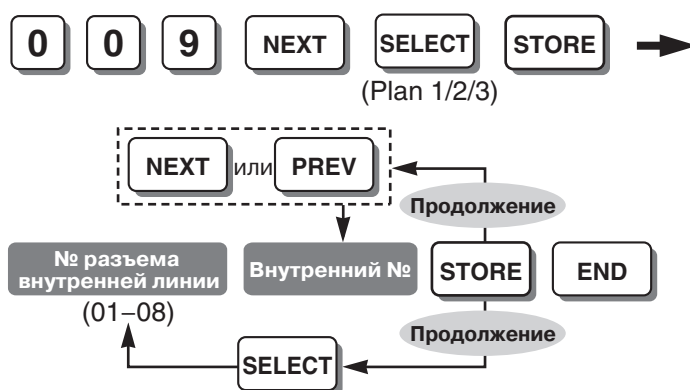 0 0 9 NEXT SELECT STORE
(Plan 1/2/3)
NEXT или PREV
Продолжение
№ разъема
внутренней линии
(01–08)
Внутренний №
STORE
END
Продолжение
SELECT